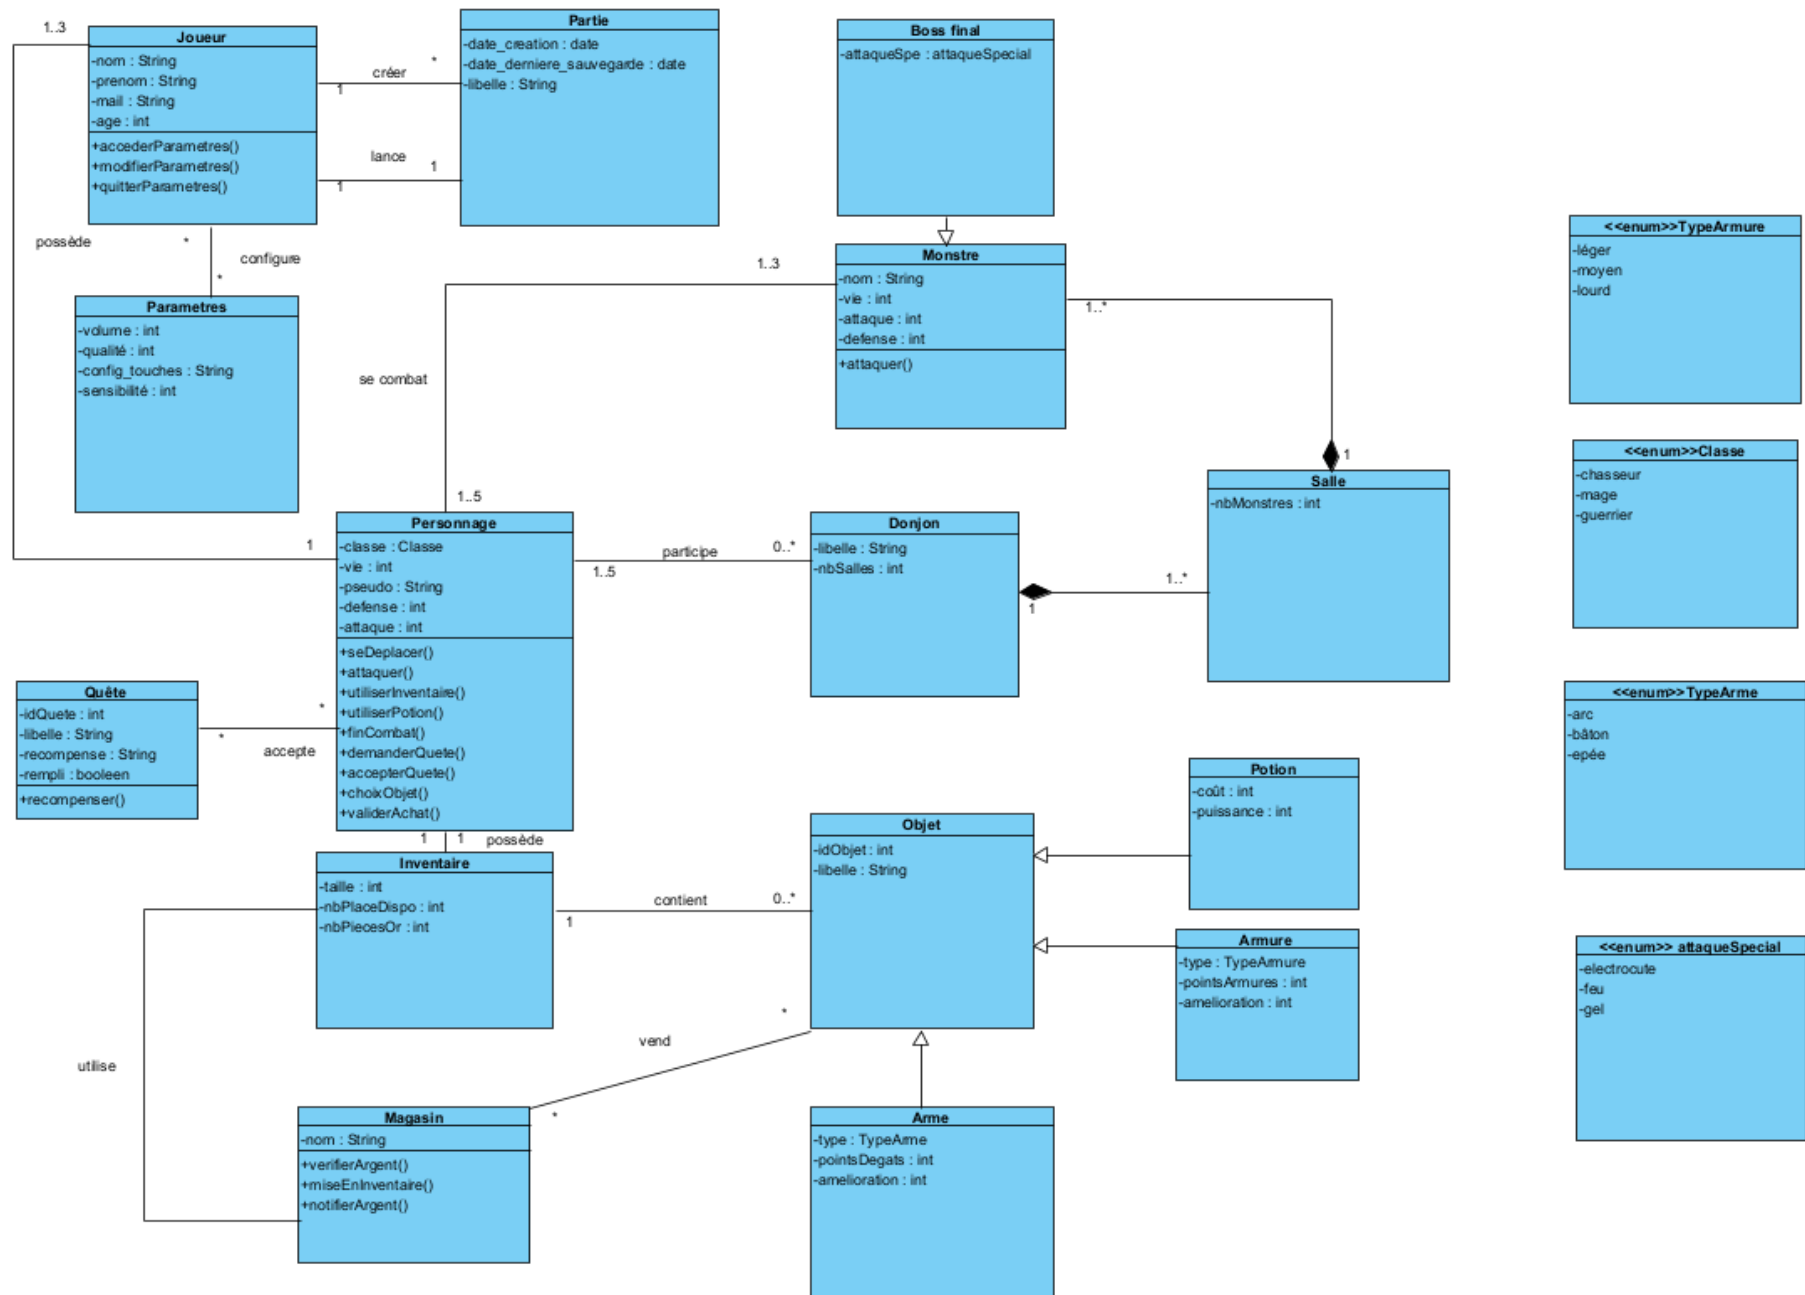 1..3
Joueur
-nom : String
-prenom : String
-mail : String
-age : int
+accederParametres()
+modifierParametres()
+quitterParametres()
créer
1
*
lance
1
1
Partie
-date_creation : date
-date_derniere_sauvegarde : date
-libelle : String
Boss final
-attaqueSpe : attaqueSpecial
possède
*
configure
*
Parametres
-volume : int
-qualité : int
-config_touches : String
-sensibilité : int
1..3
Monstre
-nom : String
-vie : int
-attaque : int
-defense : int
+attaquer()
1..*
se combat
1..5
1
Salle
-nbMonstres : int
1
Personnage
-classe : Classe
-vie : int
-pseudo : String
-defense : int
-attaque : int
+seDeplacer()
+attaquer()
+utiliserInventaire()
+utiliserPotion()
+finCombat()
+demanderQuete()
+accepterQuete()
+choixObjet()
+validerAchat()
participe
1..5
0..*
Donjon
-libelle : String
-nbSalles : int
1
1..*
Quête
-idQuete : int
-libelle : String
-recompense : String
-rempli : booleen
+recompenser()
*
*
accepte
1
1
possède
Inventaire
-taille : int
-nbPlaceDispo : int
-nbPiecesOr : int
contient
1
0..*
Objet
-idObjet : int
-libelle : String
Potion
-coût : int
-puissance : int
Armure
-type : TypeArmure
-pointsArmures : int
-amelioration : int
utilise
vend
*
*
Magasin
-nom : String
+verifierArgent()
+miseEnInventaire()
+notifierArgent()
Arme
-type : TypeArme
-pointsDegats : int
-amelioration : int
<<enum>>TypeArmure
-léger
-moyen
-lourd
<<enum>>Classe
-chasseur
-mage
-guerrier
<<enum>>TypeArme
-arc
-bâton
-epée
<<enum>> attaqueSpecial
-electrocute
-feu
-gel